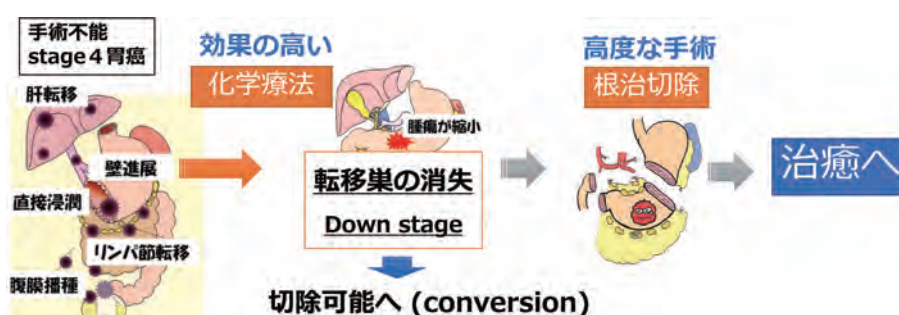 手術不能
stage４胃癌
肝転移
壁進展
直接浸潤
リンパ節転移
腹膜播種
効果の高い
化学療法
腫瘍が縮小
転移巣の消失
Down stage
切除可能へ (conversion)
高度な手術
根治切除
治癒へ